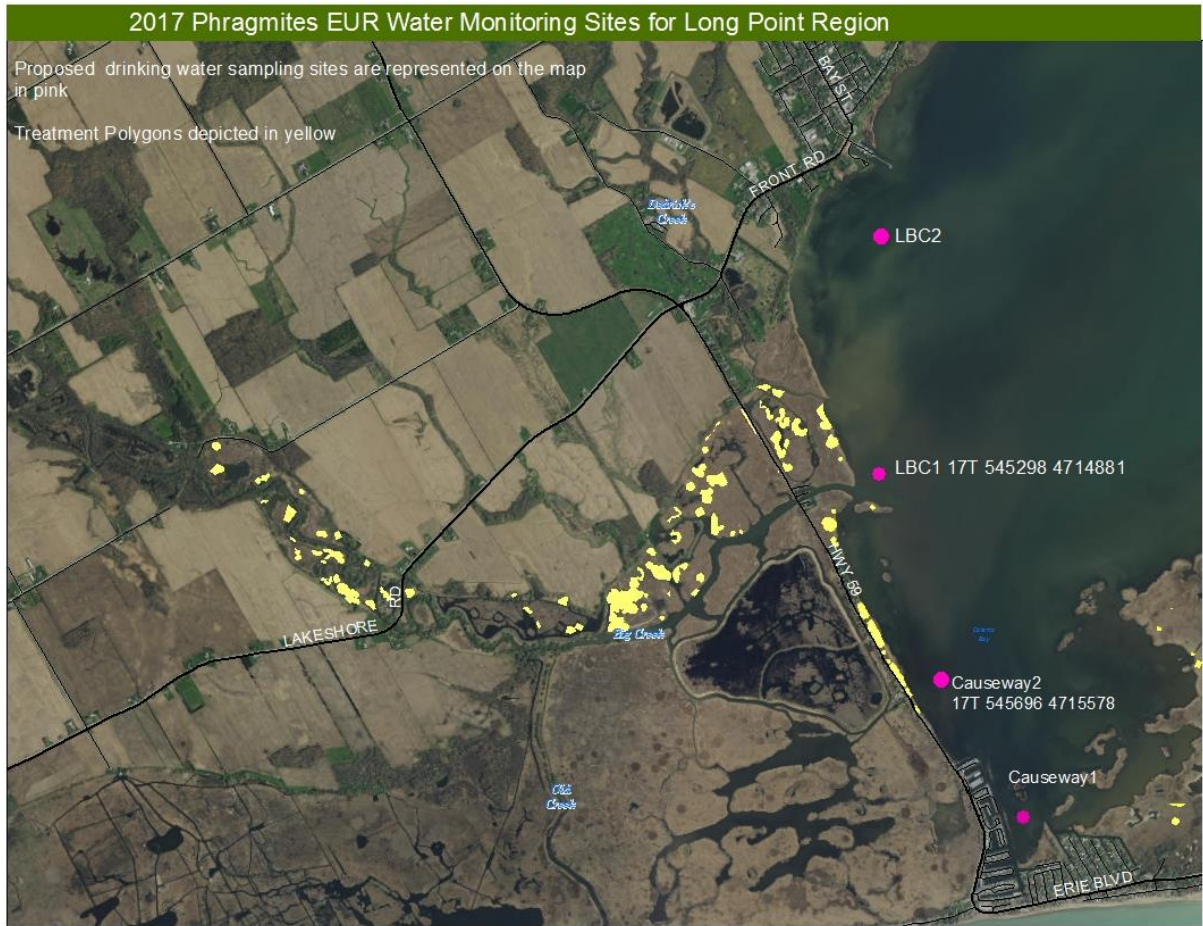 2017 Phragmites EUR Water Monitoring Sites for Long Point Region
Proposed drinking water sampling sites are represented on the map
in pink
Treatment Polygons depicted in yellow
BAY ST
FRONT RD
Creek
LBC2
LBC1 17T 545298 4714881
HWY 59
LAKESHORE
RD
Big Creek
Bay
Causeway2
17T 545696 4715578
Causeway1
Old
Creek
ERIE BLVD